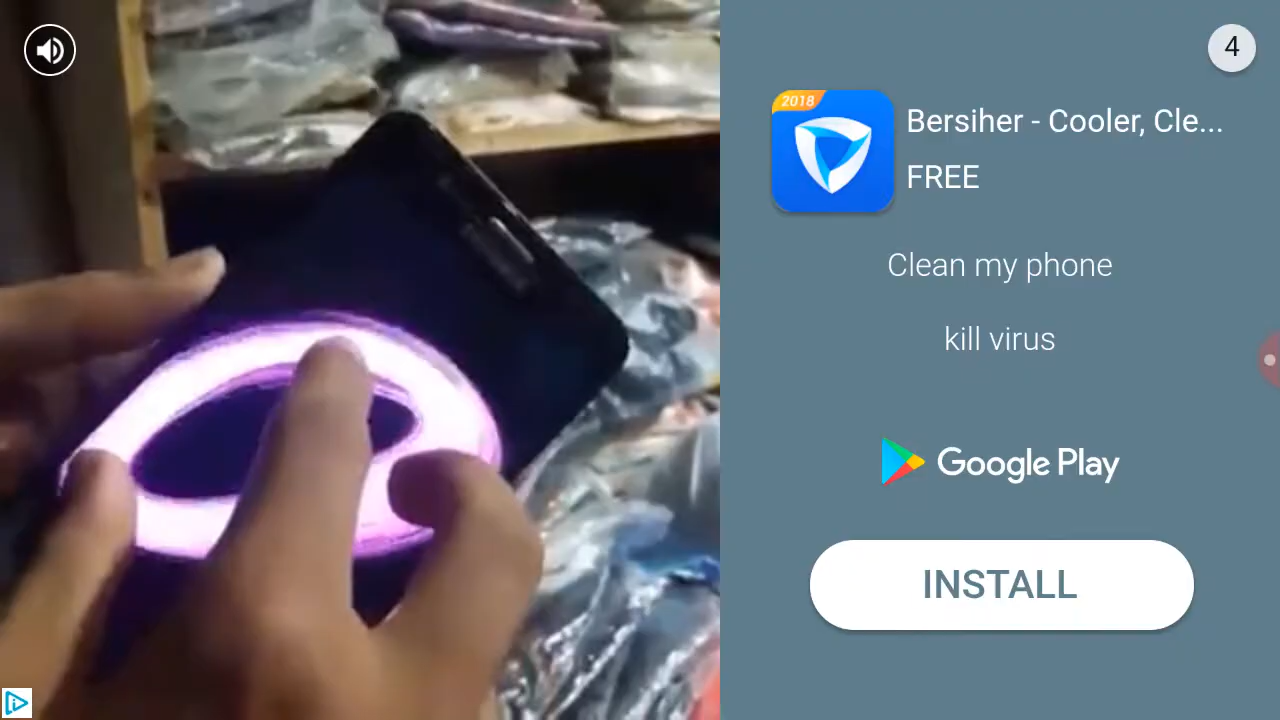 4
2018
Bersiher - Cooler, Cle...
FREE
Clean my phone
kill virus
Google Play
INSTALL